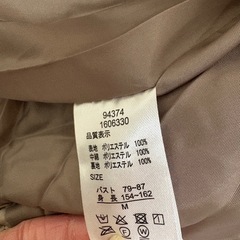 94374
1606330
品質表示
表地 ポリエステル 100%
中綿 ポリエステル 100%
裏地 ポリエステル 100%
SIZE
バスト 79-87
身長 154-162
M